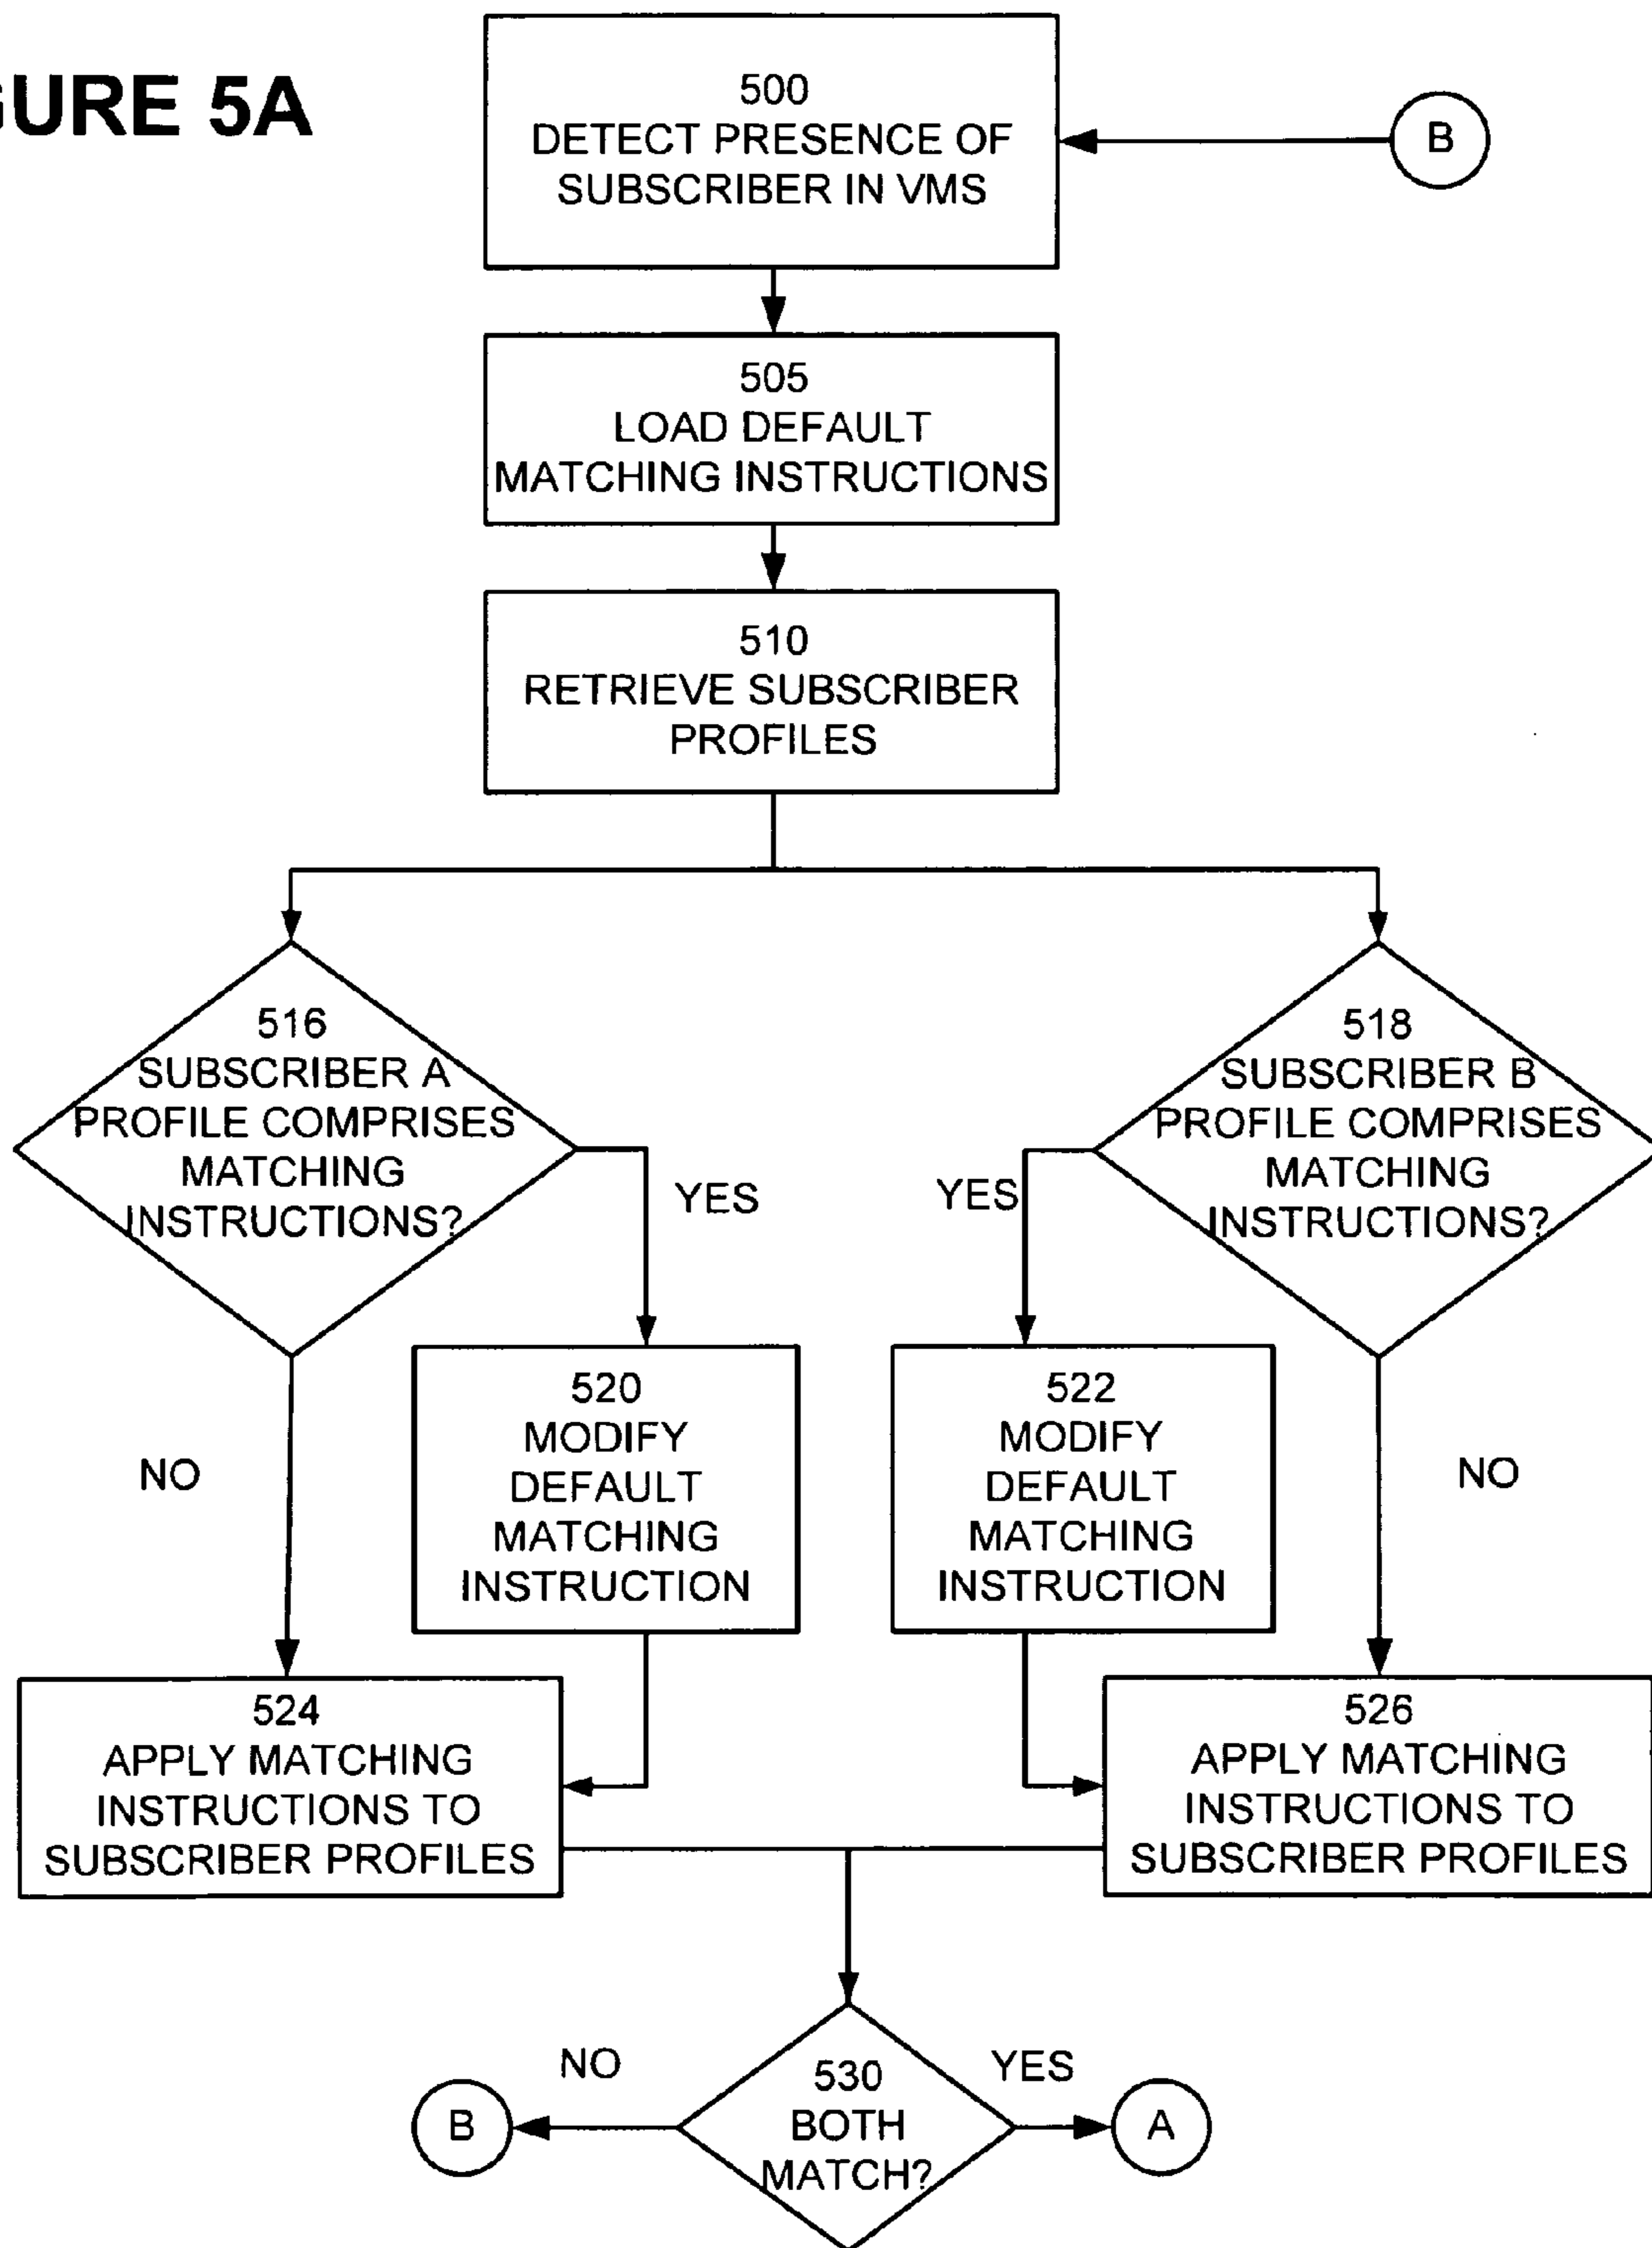 GURE 5A
500
DETECT PRESENCE OF
SUBSCRIBER IN VMS
B
505
LOAD DEFAULT
MATCHING INSTRUCTIONS
510
RETRIEVE SUBSCRIBER
PROFILES
516
SUBSCRIBER A
PROFILE COMPRISES
MATCHING
INSTRUCTIONS?
518
SUBSCRIBER B
PROFILE COMPRISES
MATCHING
INSTRUCTIONS?
YES
YES
NO
520
MODIFY
DEFAULT
MATCHING
INSTRUCTION
522
MODIFY
DEFAULT
MATCHING
INSTRUCTION
NO
524
APPLY MATCHING
INSTRUCTIONS TO
SUBSCRIBER PROFILES
526
APPLY MATCHING
INSTRUCTIONS TO
SUBSCRIBER PROFILES
NO
YES
B
530
BOTH
MATCH?
A